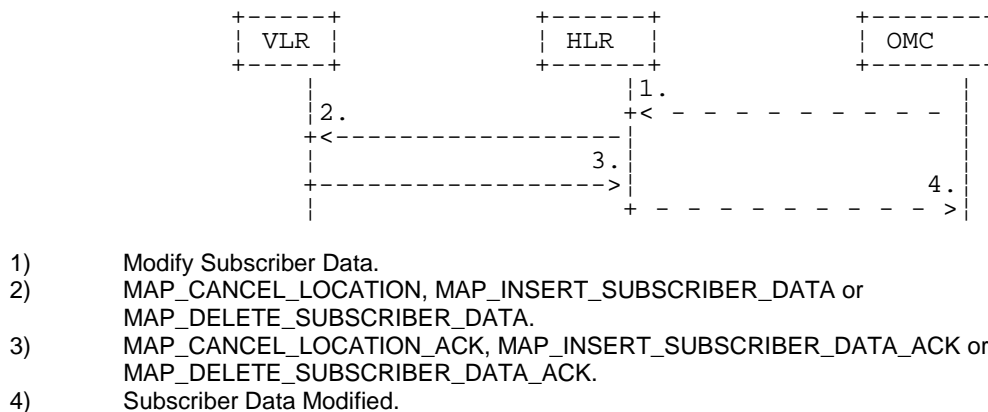 VLR HLR OMC
1.
2.
3.
4.
1) Modify Subscriber Data.
2) MAP_CANCEL_LOCATION, MAP_INSERT_SUBSCRIBER_DATA or
MAP_DELETE_SUBSCRIBER_DATA.
3) MAP_CANCEL_LOCATION_ACK, MAP_INSERT_SUBSCRIBER_DATA_ACK or
MAP_DELETE_SUBSCRIBER_DATA_ACK.
4) Subscriber Data Modified.